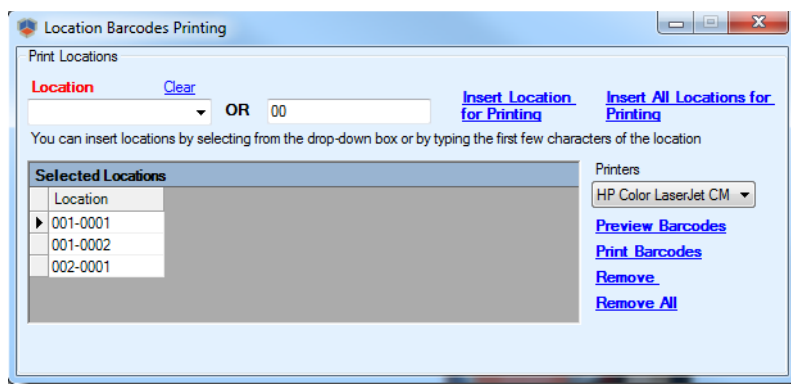 Location Barcodes Printing
Print Locations
Location Clear
OR 00
Insert Location for Printing
Insert All Locations for Printing
You can insert locations by selecting from the drop-down box or by typing the first few characters of the location
Selected Locations
Location
001-0001
001-0002
002-0001
Printers
HP Color LaserJet CM
Preview Barcodes
Print Barcodes
Remove
Remove All